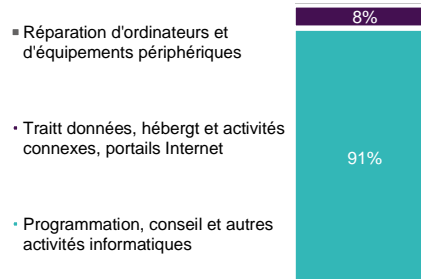 8%
Réparation d'ordinateurs et
d'équipements périphériques
Traitt données, hébergt et activités
connexes, portails Internet
91%
Programmation, conseil et autres
activités informatiques